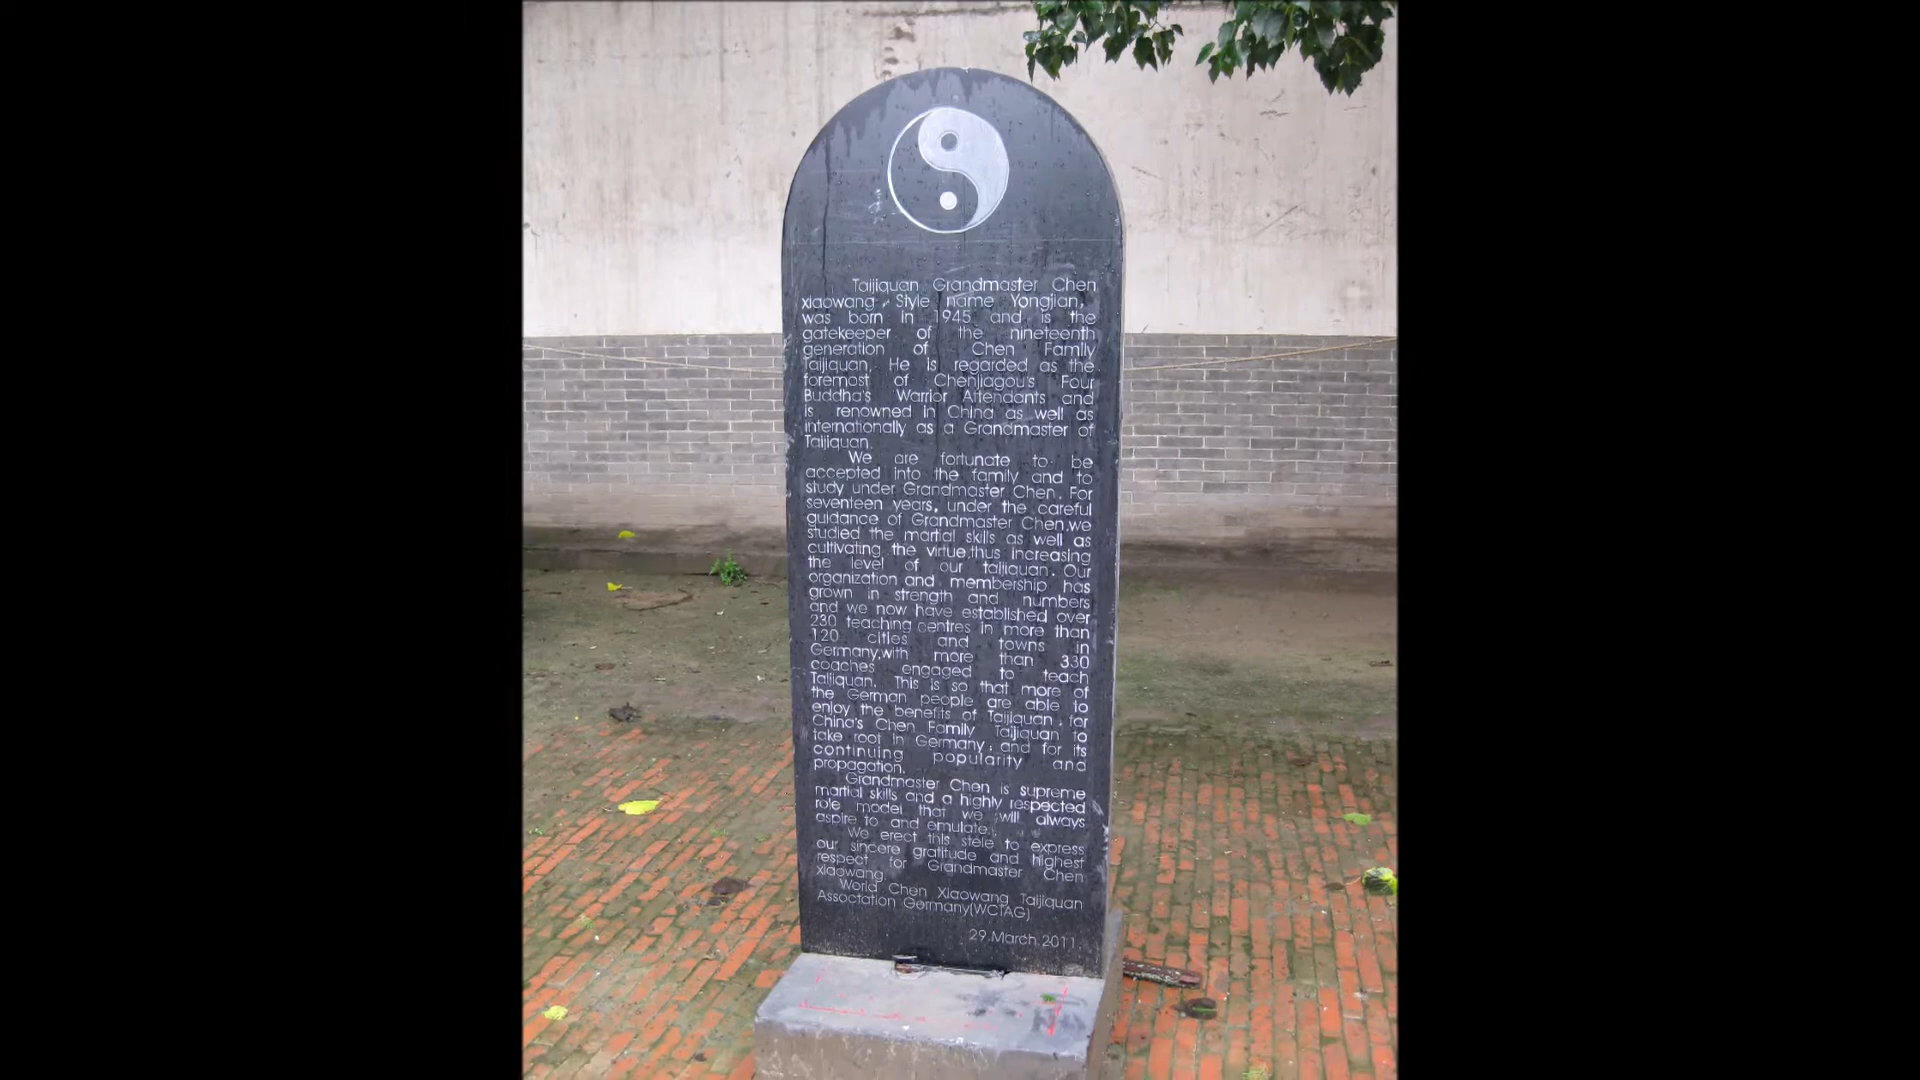 Taijiquan Grandmaster Chen
xiaowang, Style name Yongjian,
was born in 1945 and is the
gatekeeper of the nineteenth
generation of Chen Family
Taijiquan. He is regarded as the
foremost of Chenjiagou's Four
Buddha's Warrior Attendants and
is renowned in China as well as
internationally as a Grandmaster of
Taijiquan.
We are fortunate to be
accepted into the family and to
study under Grandmaster Chen. For
seventeen years, under the careful
guidance of Grandmaster Chen,we
studied the martial skills as well as
cultivating the virtue,thus increasing
the level of our taijiquan. Our
organization and membership has
grown in strength and numbers
and we now have established over
230 teaching centres in more than
120 cities and towns in
Germany,with more than 330
coaches engaged to teach
Taijiquan. This is so that more of
the German people are able to
enjoy the benefits of Taijiquan, for
China's Chen Family Taijiquan to
take root in Germany, and for its
continuing popularity and
propagation.
Grandmaster Chen is supreme
martial skills and a highly respected
role model that we will always
aspire to and emulate.
We erect this stele to express
our sincere gratitude and highest
respect for Grandmaster Chen
xiaowang.
World Chen Xiaowang Taijiquan
Assoctation Germany(WCTAG)
29.March.2011.